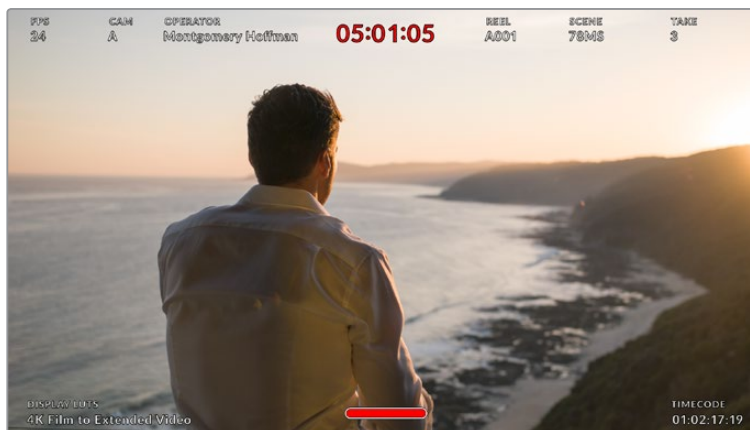 FPS
24
CAM
A
OPERATOR
Montgomery Hoffman
05:01:05
REEL
A001
SCENE
78MS
TAKE
3
DISPLAY LUTS
4K Film to Extended Video
TIMECODE
01:02:17:19